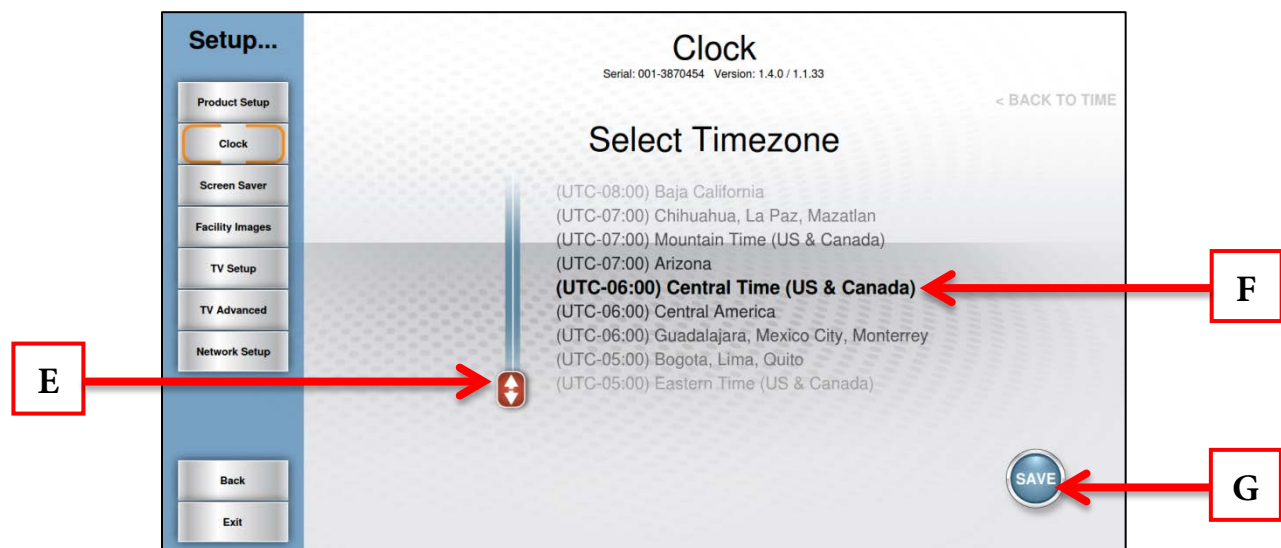 Setup...
Product Setup
Clock
Screen Saver
Facility Images
TV Setup
TV Advanced
Network Setup
Back
Exit
Clock
Serial: 001-3870454 Version: 1.4.0 / 1.1.33
< BACK TO TIME
Select Timezone
(UTC-08:00) Baja California
(UTC-07:00) Chihuahua, La Paz, Mazatlan
(UTC-07:00) Mountain Time (US & Canada)
(UTC-07:00) Arizona
(UTC-06:00) Central Time (US & Canada)
(UTC-06:00) Central America
(UTC-06:00) Guadalajara, Mexico City, Monterrey
(UTC-05:00) Bogota, Lima, Quito
(UTC-05:00) Eastern Time (US & Canada)
SAVE
E
F
G